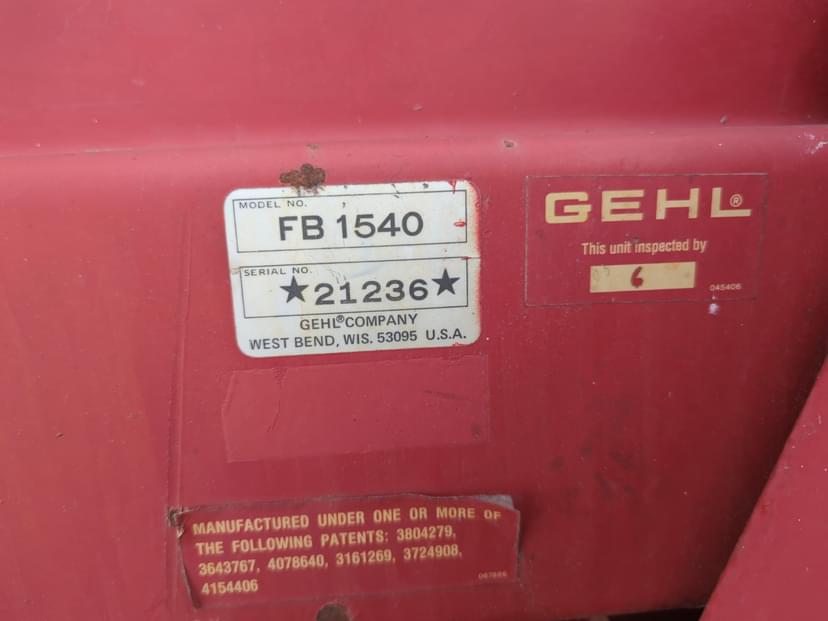 MODEL NO.
FB 1540
SERIAL NO.
★21236★
GEHL®COMPANY
WEST BEND, WIS. 53095 U.S.A.
GEHL®
This unit inspected by
6
045406
MANUFACTURED UNDER ONE OR MORE OF
THE FOLLOWING PATENTS: 3804279,
3643767, 4078640, 3161269, 3724908,
4154406